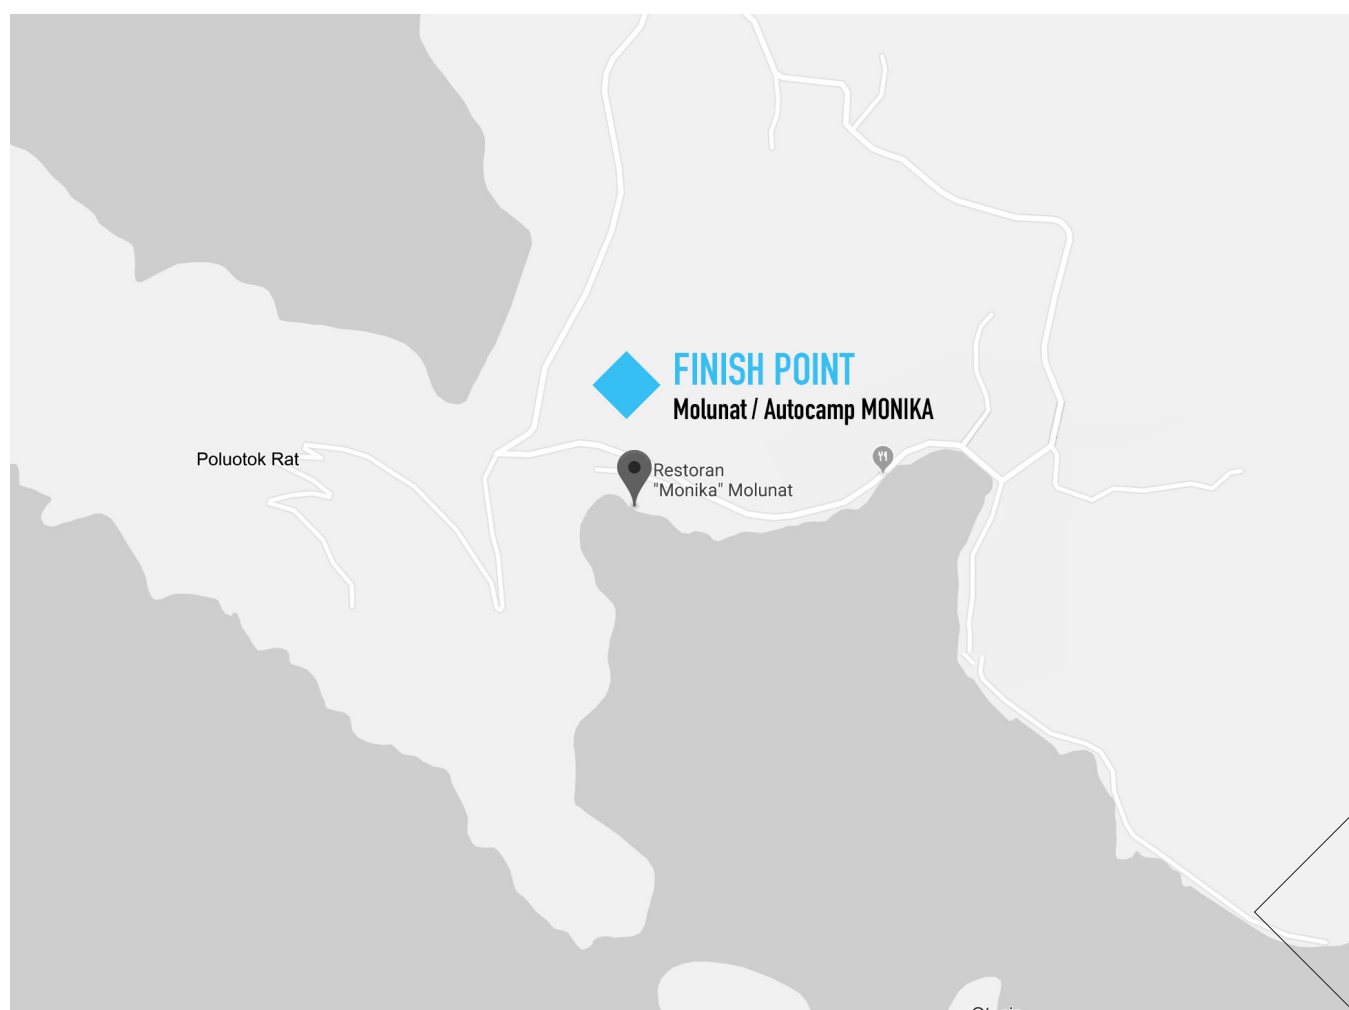 FINISH POINT
Molunat / Autocamp MONIKA
Poluotok Rat
Restoran
"Monika" Molunat